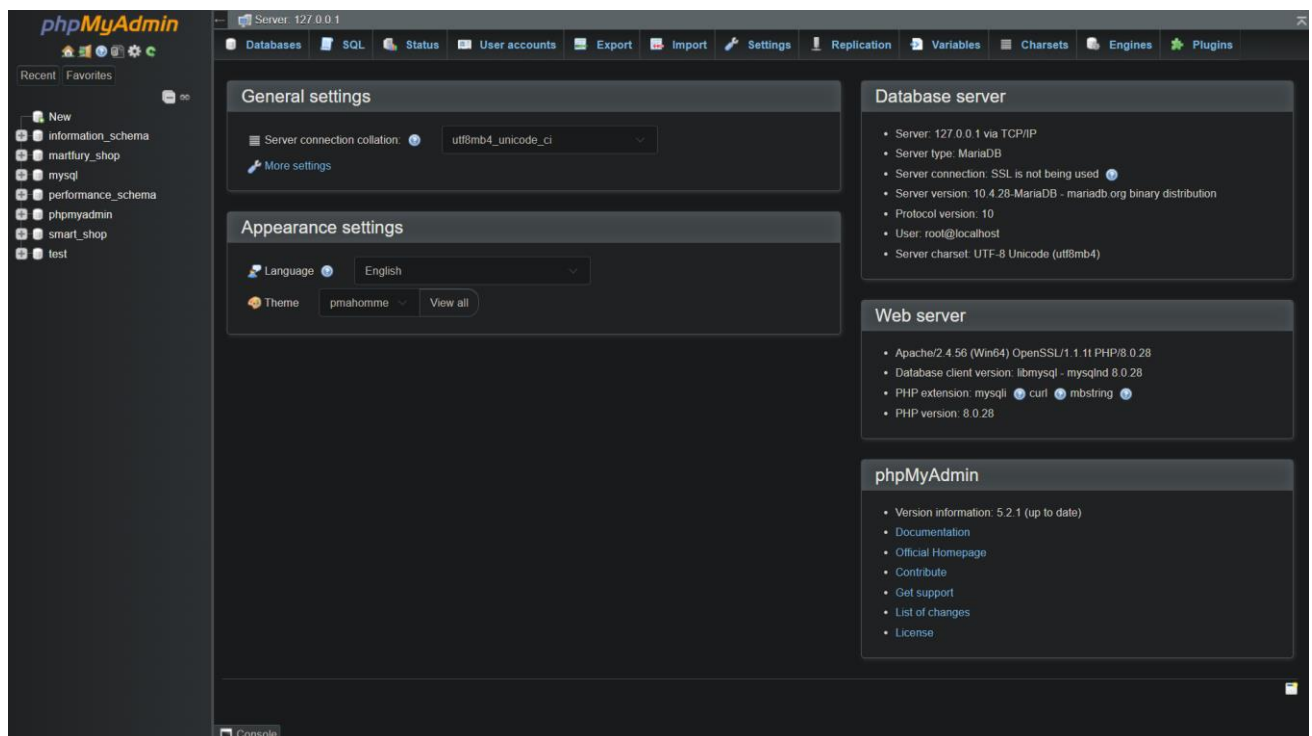 phpMyAdmin
Recent Favorites
New
information_schema
martfury_shop
mysql
performance_schema
phpmyadmin
smart_shop
test
Server: 127.0.0.1
Databases SQL Status User accounts Export Import Settings Replication Variables Charsets Engines Plugins
General settings
Server connection collation: utf8mb4_unicode_ci
More settings
Appearance settings
Language English
Theme pmahomme View all
Database server
Server: 127.0.0.1 via TCP/IP
Server type: MariaDB
Server connection: SSL is not being used
Server version: 10.4.28-MariaDB - mariadb.org binary distribution
Protocol version: 10
User: root@localhost
Server charset: UTF-8 Unicode (utf8mb4)
Web server
Apache/2.4.56 (Win64) OpenSSL/1.1.1t PHP/8.0.28
Database client version: libmysql - mysqlnd 8.0.28
PHP extension: mysqli curl mbstring
PHP version: 8.0.28
phpMyAdmin
Version information: 5.2.1 (up to date)
Documentation
Official Homepage
Contribute
Get support
List of changes
License
Console